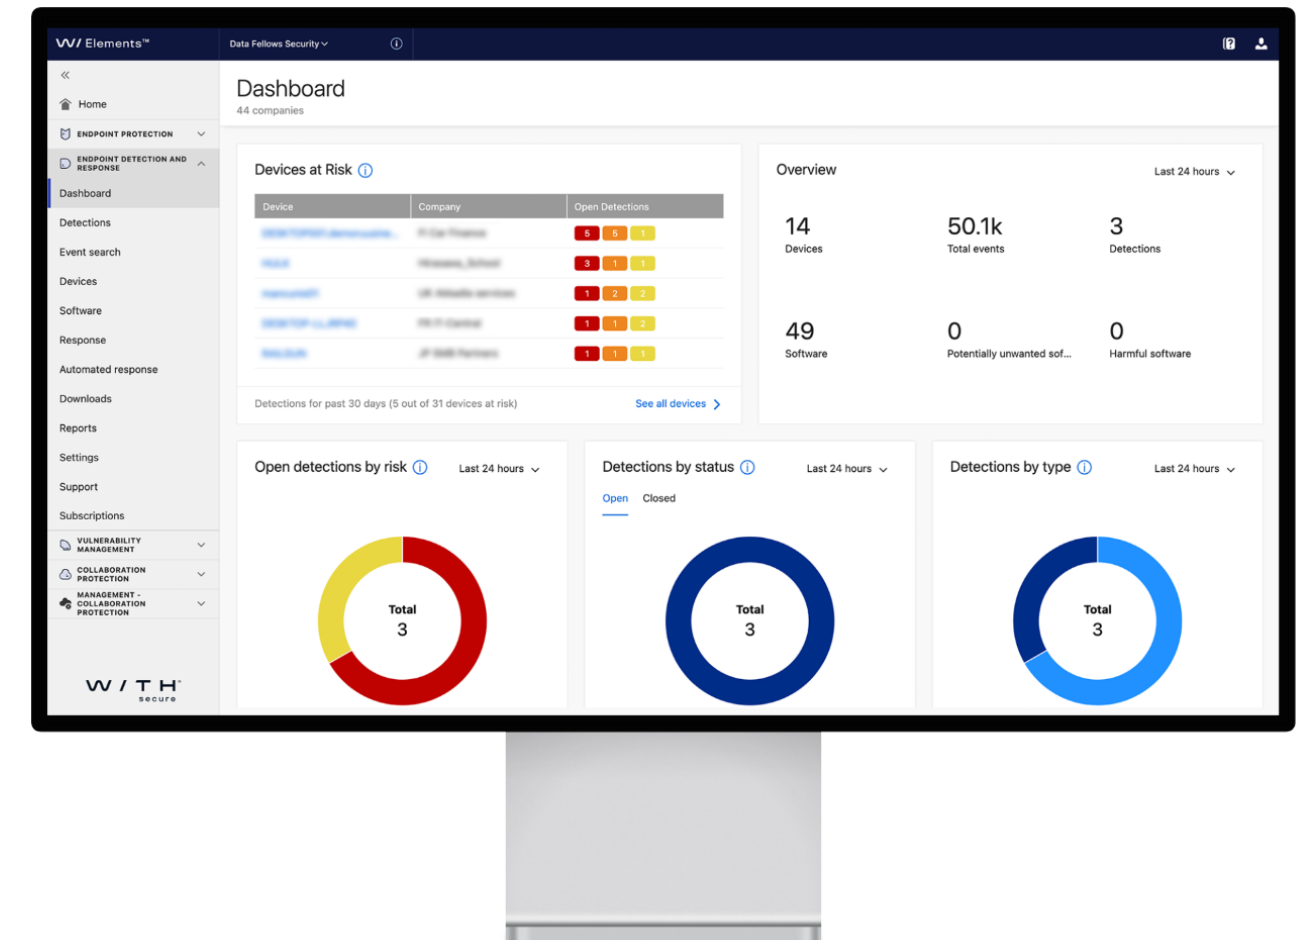 W/ Elements™
Data Fellows Security
Home
ENDPOINT PROTECTION
ENDPOINT DETECTION AND
RESPONSE
Dashboard
Detections
Event search
Devices
Software
Response
Automated response
Downloads
Reports
Settings
Support
Subscriptions
VULNERABILITY
MANAGEMENT
COLLABORATION
PROTECTION
MANAGEMENT -
COLLABORATION
PROTECTION
W / T H
secure
Dashboard
44 companies
Devices at Risk
Device Company Open Detections
5 5 1
3 1 1
1 2 2
1 1 2
1 1 1
Detections for past 30 days (5 out of 31 devices at risk) See all devices
Overview Last 24 hours
14 50.1k 3
Devices Total events Detections
49 0 0
Software Potentially unwanted sof... Harmful software
Open detections by risk Last 24 hours
Total
3
Detections by status Last 24 hours
Open Closed
Total
3
Detections by type Last 24 hours
Total
3